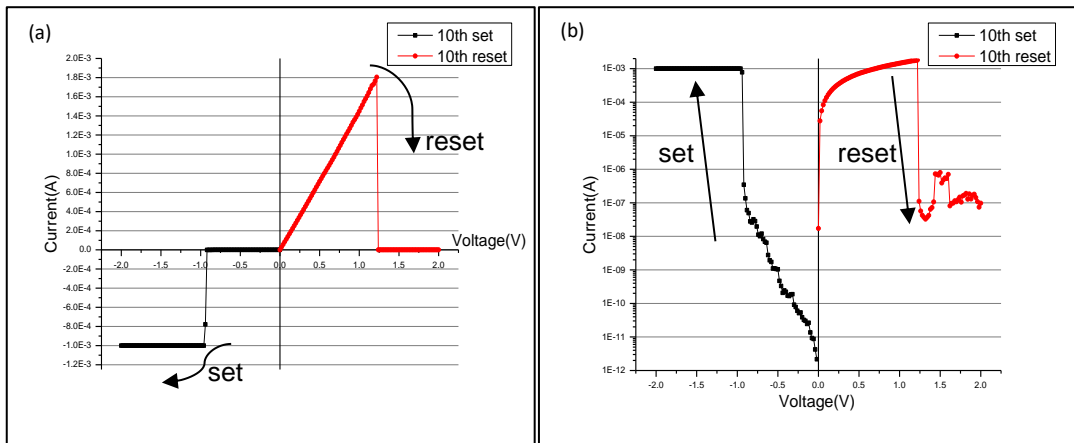 (a)
10th set
10th reset
2.0E-3
1.8E-3
1.6E-3
1.4E-3
1.2E-3
1.0E-3
8.0E-4
6.0E-4
4.0E-4
2.0E-4
0.0
-2.0E-4
-4.0E-4
-6.0E-4
-8.0E-4
-1.0E-3
-1.2E-3
Current(A)
-2.0 -1.5 -1.0 -0.5 0.0 0.5 1.0 1.5 2.0
Voltage(V)
reset
set
(b)
10th set
10th reset
1E-03
1E-04
1E-05
1E-06
1E-07
1E-08
1E-09
1E-10
1E-11
1E-12
Current(A)
set
reset
-2.0 -1.5 -1.0 -0.5 0.0 0.5 1.0 1.5 2.0
Voltage(V)